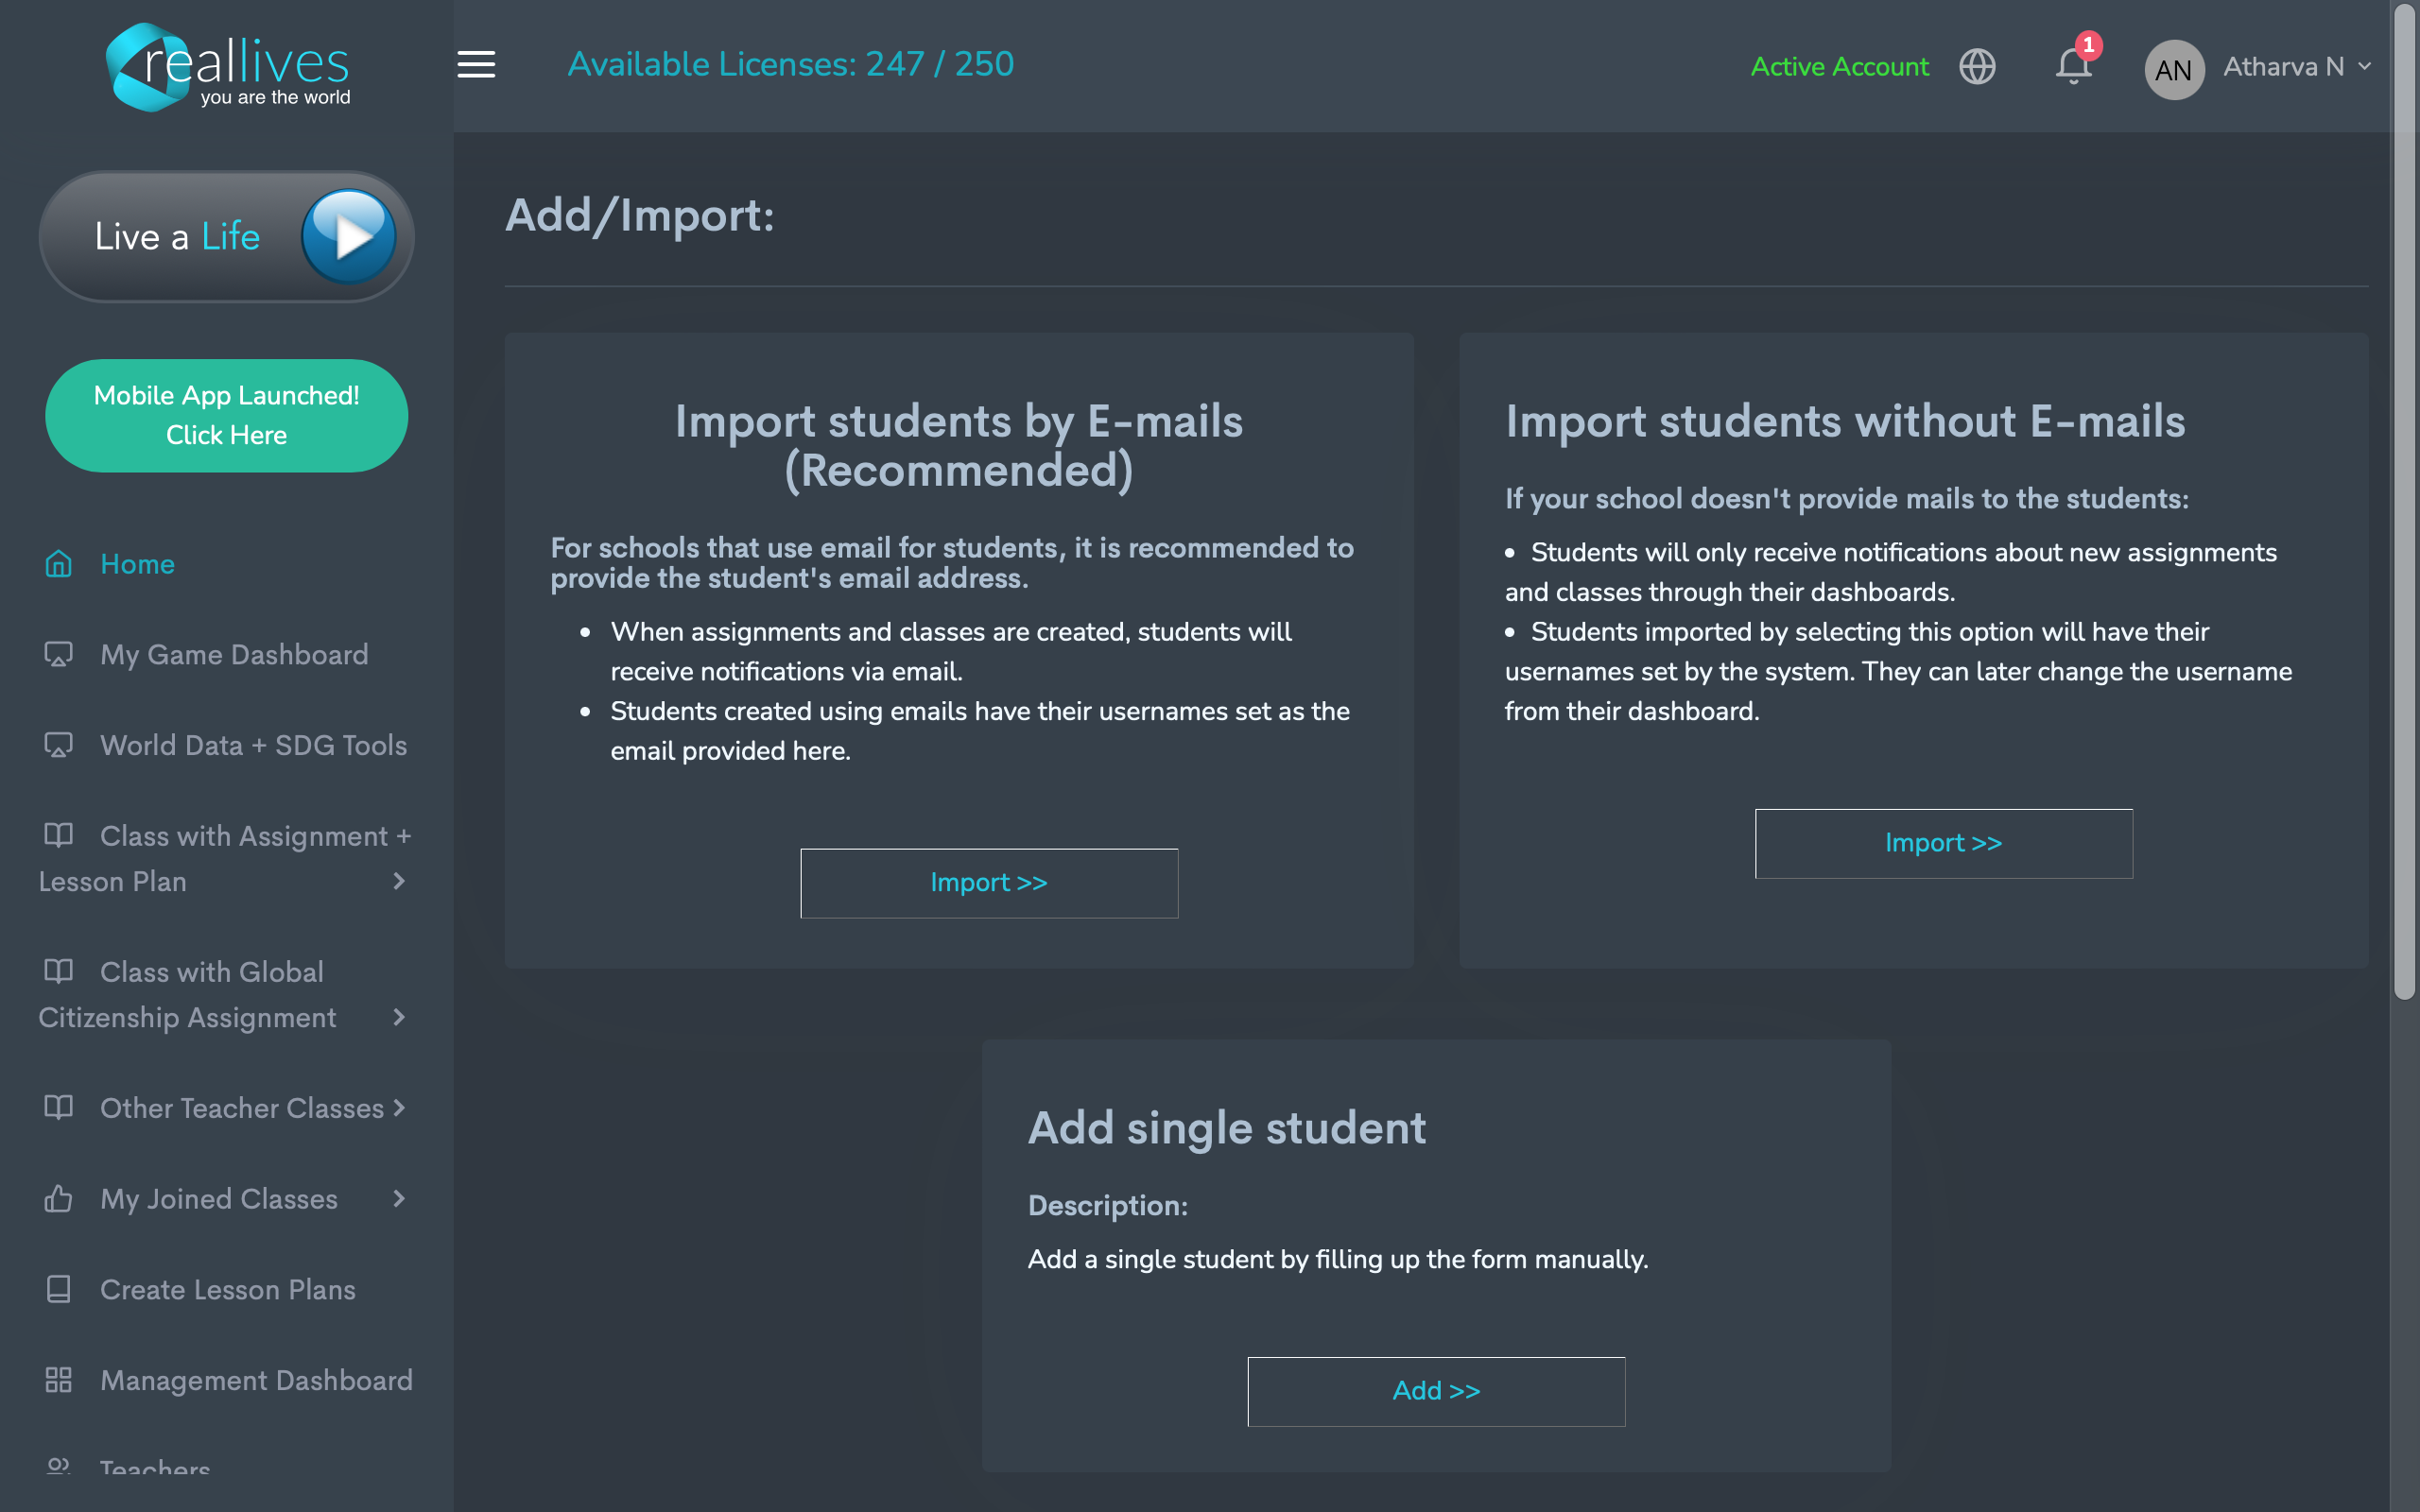 reallives
you are the world
Available Licenses: 247 / 250
Active Account
1
AN
Atharva N
Live a Life
Mobile App Launched!
Click Here
Home
My Game Dashboard
World Data + SDG Tools
Class with Assignment +
Lesson Plan
Class with Global
Citizenship Assignment
Other Teacher Classes
My Joined Classes
Create Lesson Plans
Management Dashboard
Teachers
Add/Import:
Import students by E-mails
(Recommended)
For schools that use email for students, it is recommended to
provide the student's email address.
• When assignments and classes are created, students will
receive notifications via email.
• Students created using emails have their usernames set as the
email provided here.
Import >>
Import students without E-mails
If your school doesn't provide mails to the students:
• Students will only receive notifications about new assignments
and classes through their dashboards.
• Students imported by selecting this option will have their
usernames set by the system. They can later change the username
from their dashboard.
Import >>
Add single student
Description:
Add a single student by filling up the form manually.
Add >>